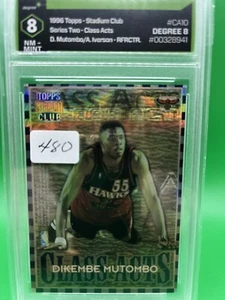 degree
8
NM -
MINT
1996 Topps - Stadium Club
Series Two - Class Acts
D. Mutombo/A. Iverson - RFRCTR.
#CA10
DEGREE 8
#00328941
TOPPS
CLUB
480
HAWKS
55
CLASS ACTS
DIKEMBE MUTOMBO